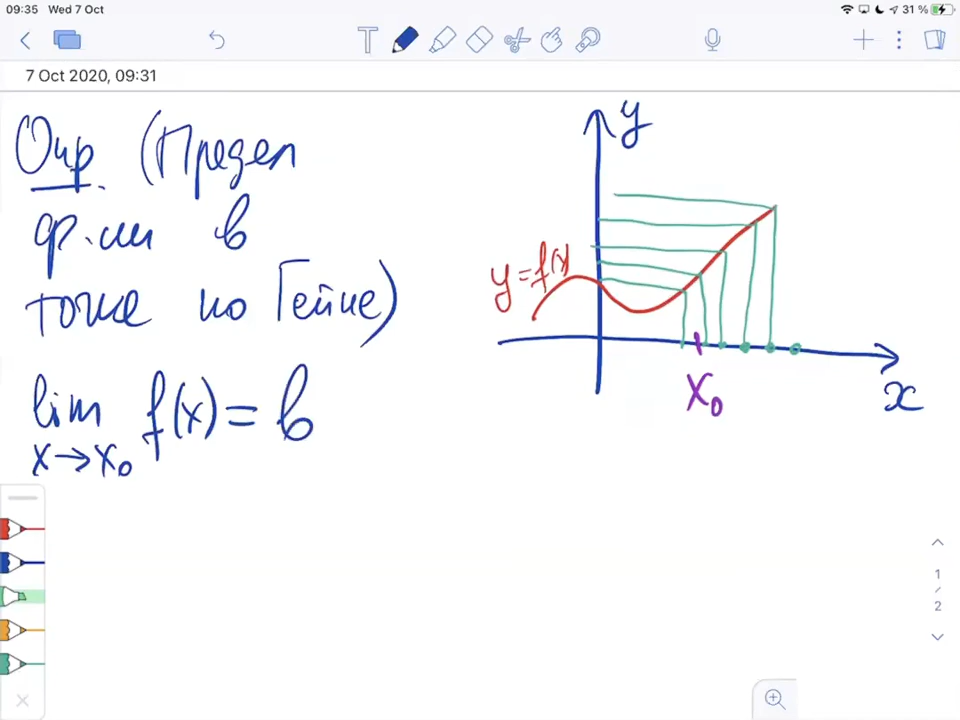 09:35 Wed 7 Oct
31 %
T
7 Oct 2020, 09:31
Опр. (Предел
ф.ии в
точке по Гейне)
lim f(x) = b
x→x₀
y
y=f(x)
x₀
x
1
/
2